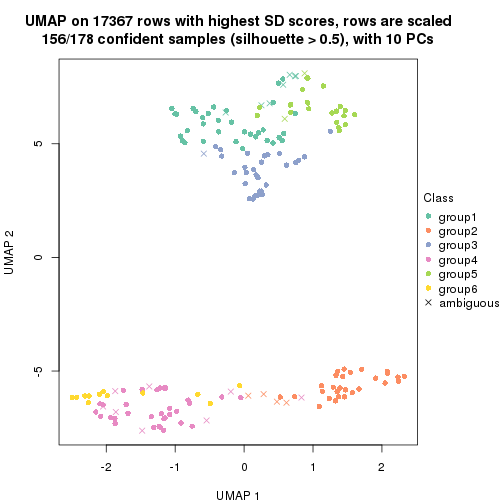 UMAP on 17367 rows with highest SD scores, rows are scaled
156/178 confident samples (silhouette > 0.5), with 10 PCs
5
0
-5
UMAP 2
-2
-1
0
1
2
UMAP 1
Class
group1
group2
group3
group4
group5
group6
ambiguous